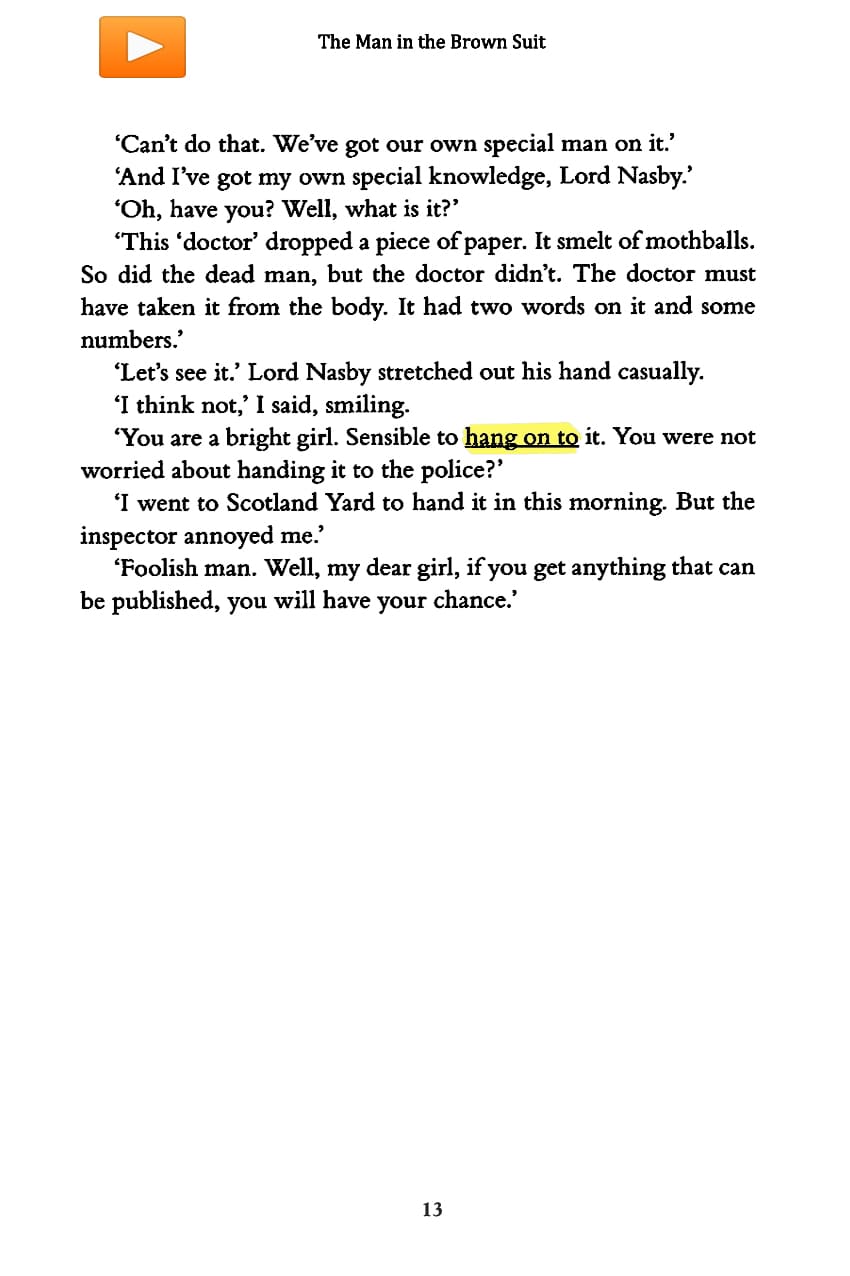 The Man in the Brown Suit
‘Can’t do that. We’ve got our own special man on it.’
‘And I’ve got my own special knowledge, Lord Nasby.’
‘Oh, have you? Well, what is it?’
‘This ‘doctor’ dropped a piece of paper. It smelt of mothballs.
So did the dead man, but the doctor didn’t. The doctor must
have taken it from the body. It had two words on it and some
numbers.’
‘Let’s see it.’ Lord Nasby stretched out his hand casually.
‘I think not,’ I said, smiling.
‘You are a bright girl. Sensible to hang on to it. You were not
worried about handing it to the police?’
‘I went to Scotland Yard to hand it in this morning. But the
inspector annoyed me.’
‘Foolish man. Well, my dear girl, if you get anything that can
be published, you will have your chance.’
13